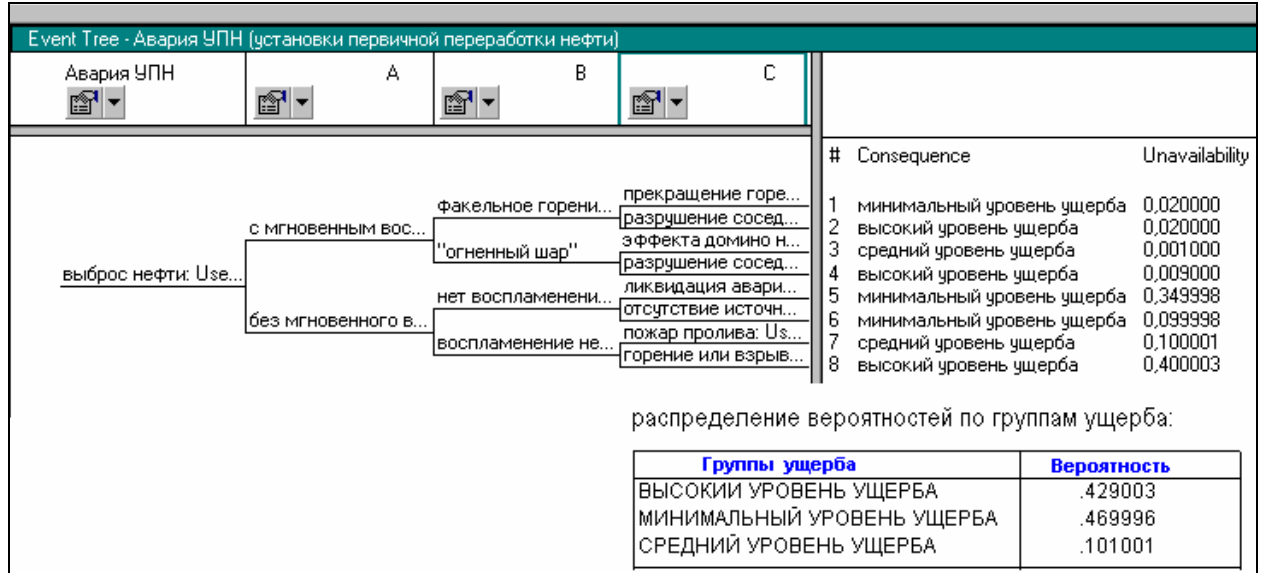 Event Tree - Авария УПН (установки первичной переработки нефти)
Авария УПН A B C
# Consequence Unavailability
прекращение горе...
факельное горени...
1 минимальный уровень ущерба 0,020000
разрушение сосед...
2 высокий уровень ущерба 0,020000
с мгновенным вос...
эффекта домино н...
3 средний уровень ущерба 0,001000
"огненный шар"
разрушение сосед...
4 высокий уровень ущерба 0,009000
выброс нефти: Use...
ликвидация авари...
5 минимальный уровень ущерба 0,349998
нет воспламенени...
отсутствие источн...
6 минимальный уровень ущерба 0,099998
без мгновенного в...
пожар пролива: Us...
7 средний уровень ущерба 0,100001
воспламенение не...
горение или взрыв...
8 высокий уровень ущерба 0,400003
распределение вероятностей по группам ущерба:
Группы ущерба Вероятность
ВЫСОКИИ УРОВЕНЬ УЩЕРБА .429003
МИНИМАЛЬНЫЙ УРОВЕНЬ УЩЕРБА .469996
СРЕДНИЙ УРОВЕНЬ УЩЕРБА .101001